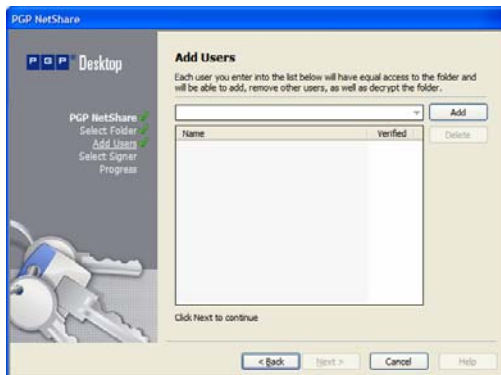 PGP NetShare
PGP Desktop
PGP NetShare
Select Folder
Add Users
Select Signer
Progress
Add Users
Each user you enter into the list below will have equal access to the folder and
will be able to add, remove other users, as well as decrypt the folder.
Add
Name Verified
Delete
Click Next to continue
< Back Next > Cancel Help